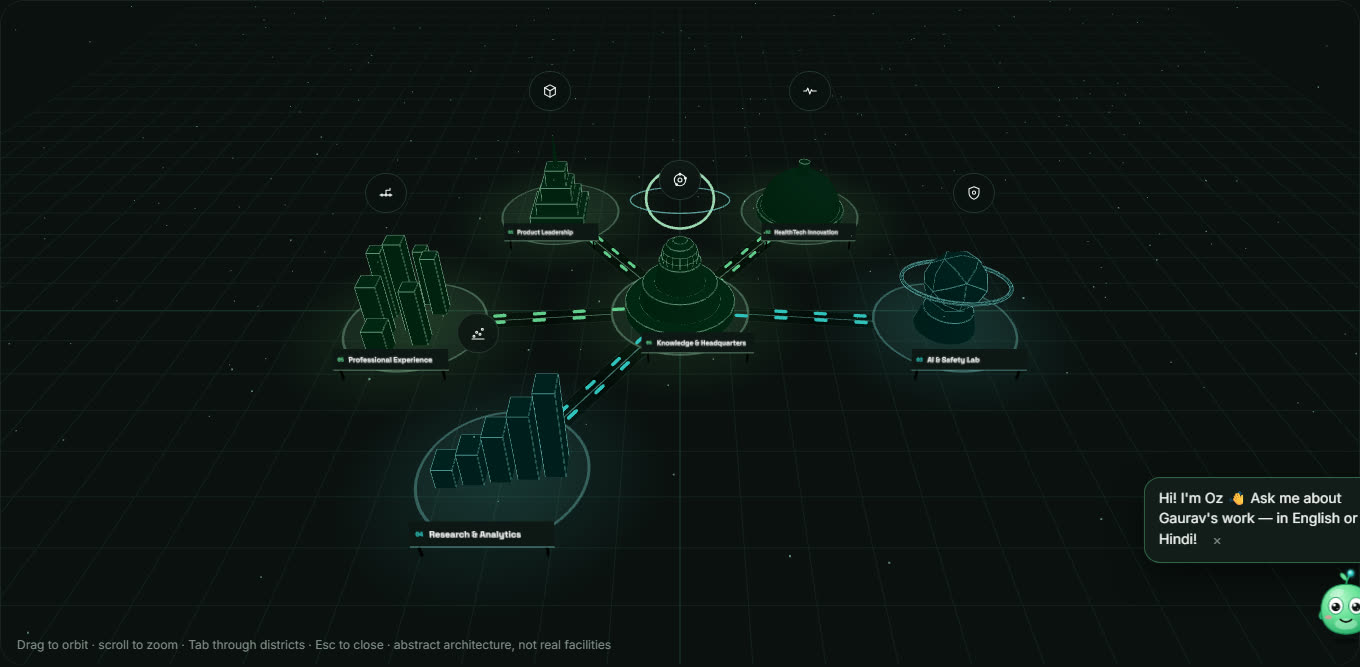 Product Leadership
HealthTech Innovation
Professional Experience
Knowledge & Headquarters
AI & Safety Lab
04 Research & Analytics
Hi! I'm Oz 👋 Ask me about
Gaurav's work — in English or
Hindi! ×
Drag to orbit · scroll to zoom · Tab through districts · Esc to close · abstract architecture, not real facilities